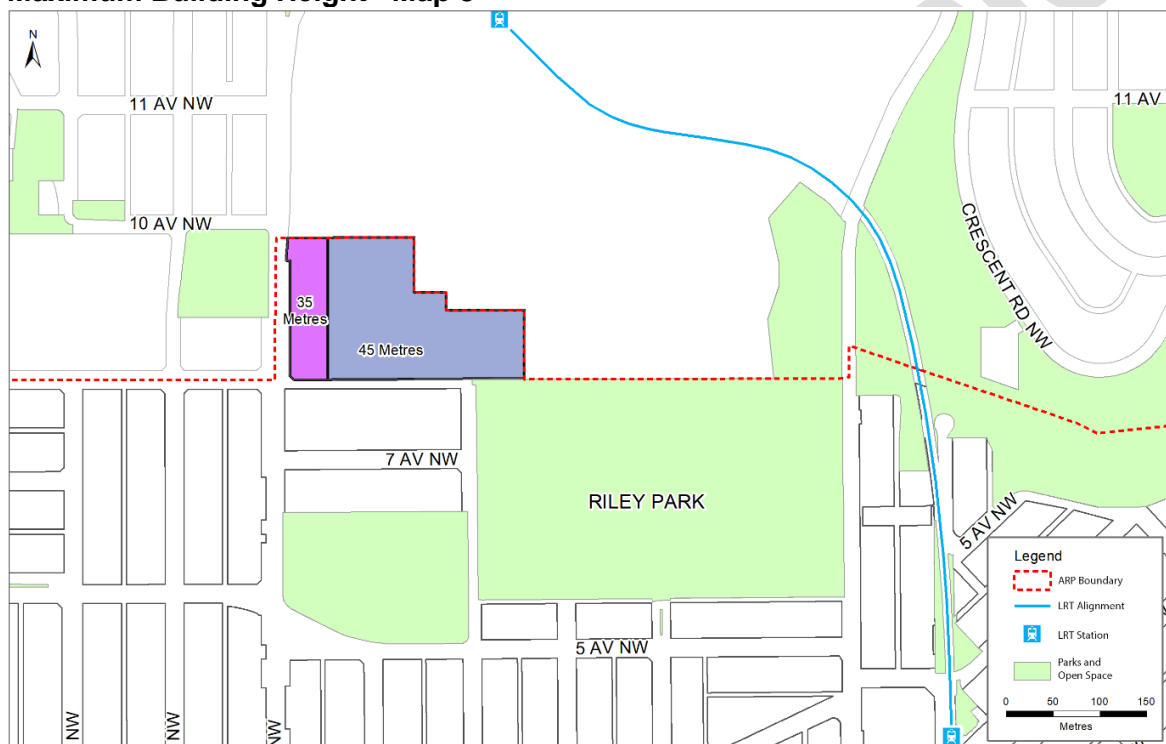 N
11 AV NW
11 AV
10 AV NW
CRESCENT RD NW
35
Metres
45 Metres
7 AV NW
RILEY PARK
5 AV NW
5 AV NW
NW
NW
NW
Legend
ARP Boundary
LRT Alignment
LRT Station
Parks and
Open Space
0 50 100 150
Metres